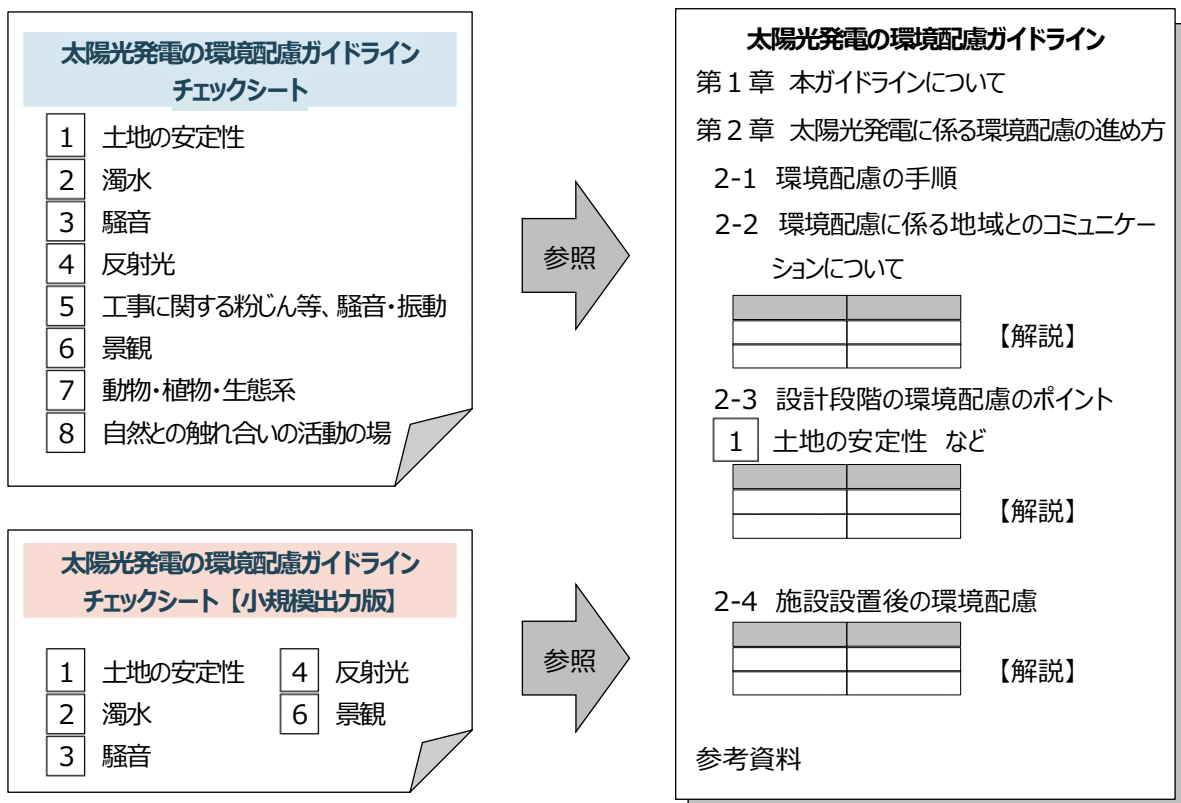 太陽光発電の環境配慮ガイドライン
チェックシート
1 土地の安定性
2 濁水
3 騒音
4 反射光
5 工事に関する粉じん等、騒音・振動
6 景観
7 動物・植物・生態系
8 自然との触れ合いの活動の場
参照
太陽光発電の環境配慮ガイドライン
チェックシート【小規模出力版】
1 土地の安定性
2 濁水
3 騒音
4 反射光
6 景観
参照
太陽光発電の環境配慮ガイドライン
第1章 本ガイドラインについて
第2章 太陽光発電に係る環境配慮の進め方
2-1 環境配慮の手順
2-2 環境配慮に係る地域とのコミュニケー
ションについて
【解説】
2-3 設計段階の環境配慮のポイント
1 土地の安定性 など
【解説】
2-4 施設設置後の環境配慮
【解説】
参考資料